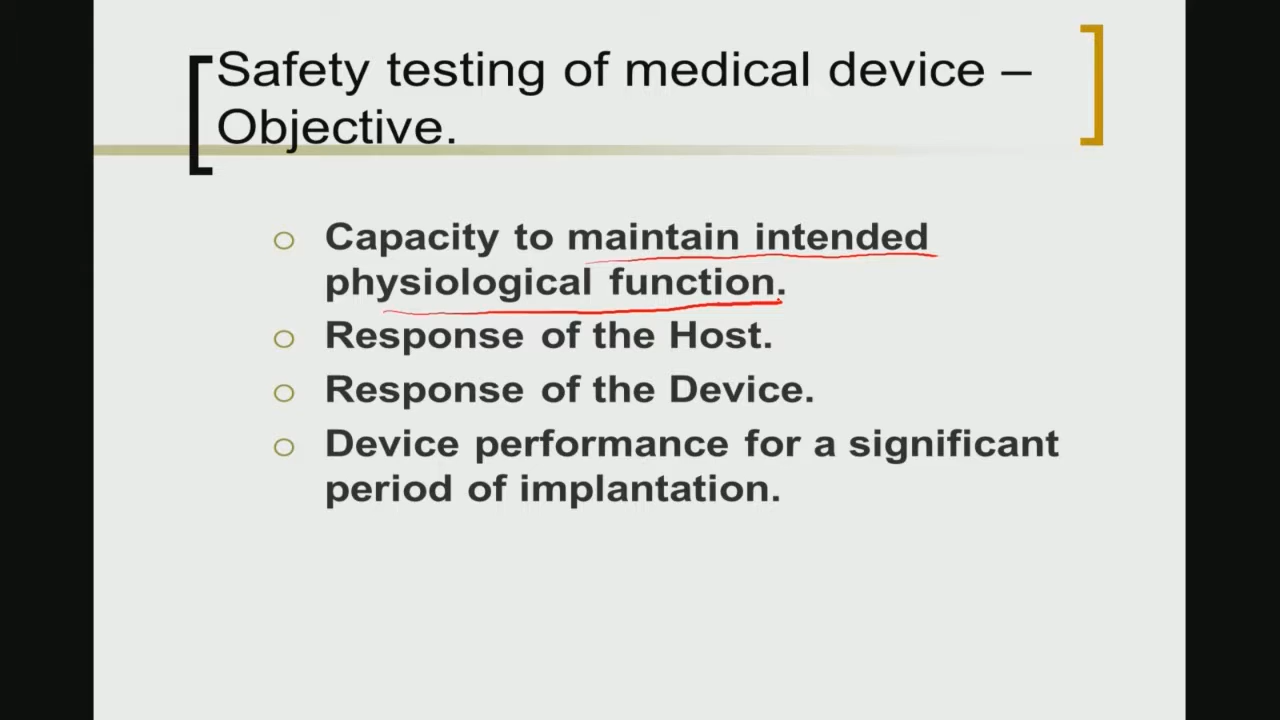 Safety testing of medical device –
Objective.
Capacity to maintain intended
physiological function.
Response of the Host.
Response of the Device.
Device performance for a significant
period of implantation.